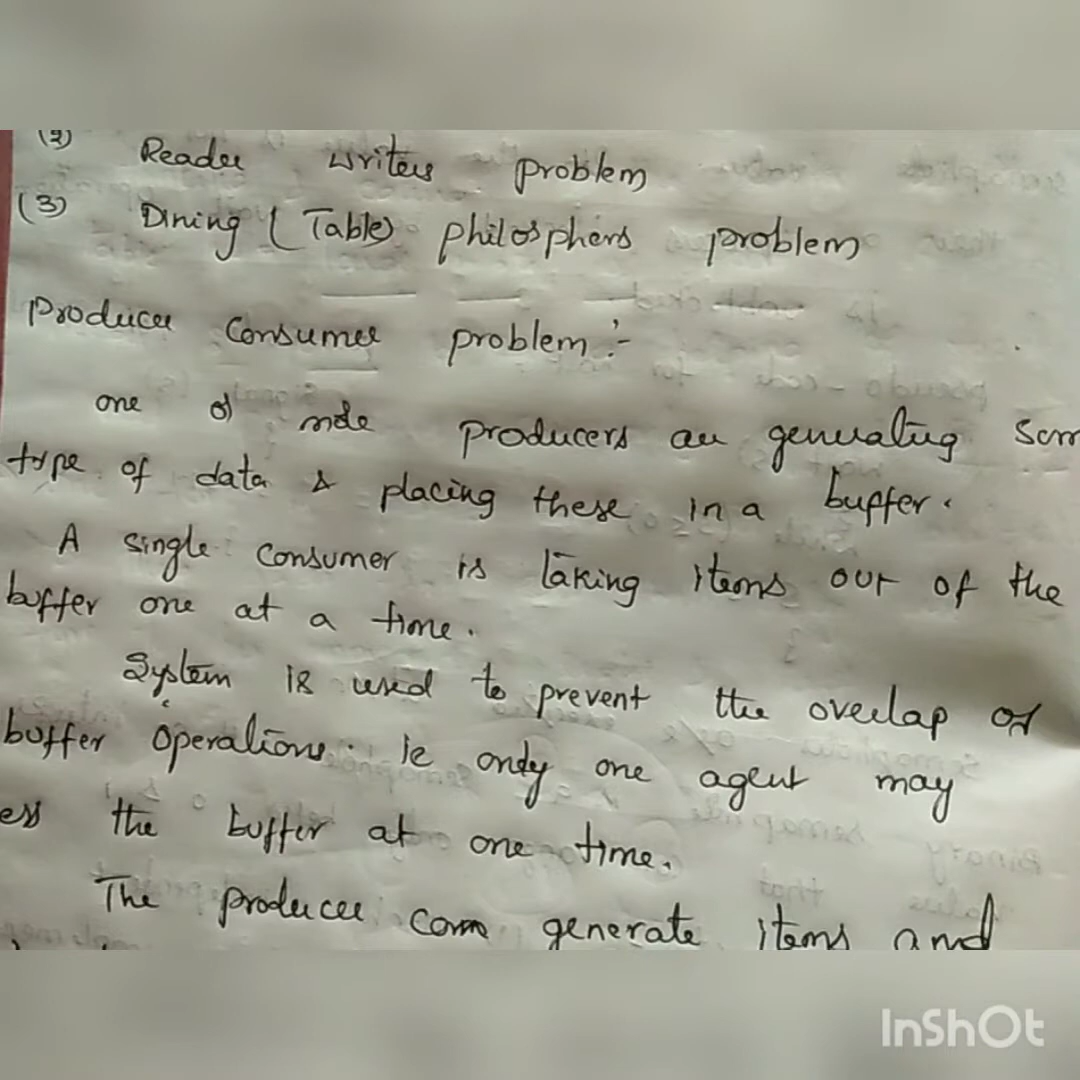 (2) Reader writers problem
(3) Dining (Table) philosphers problem
Producer Consumer problem :-
one or more producers are generating som
type of data & placing these in a buffer.
A single consumer is taking items out of the
buffer one at a time.
System is used to prevent the overlap of
buffer operations. ie only one agent may
ess the buffer at one time.
The producer can generate items and
InShOt